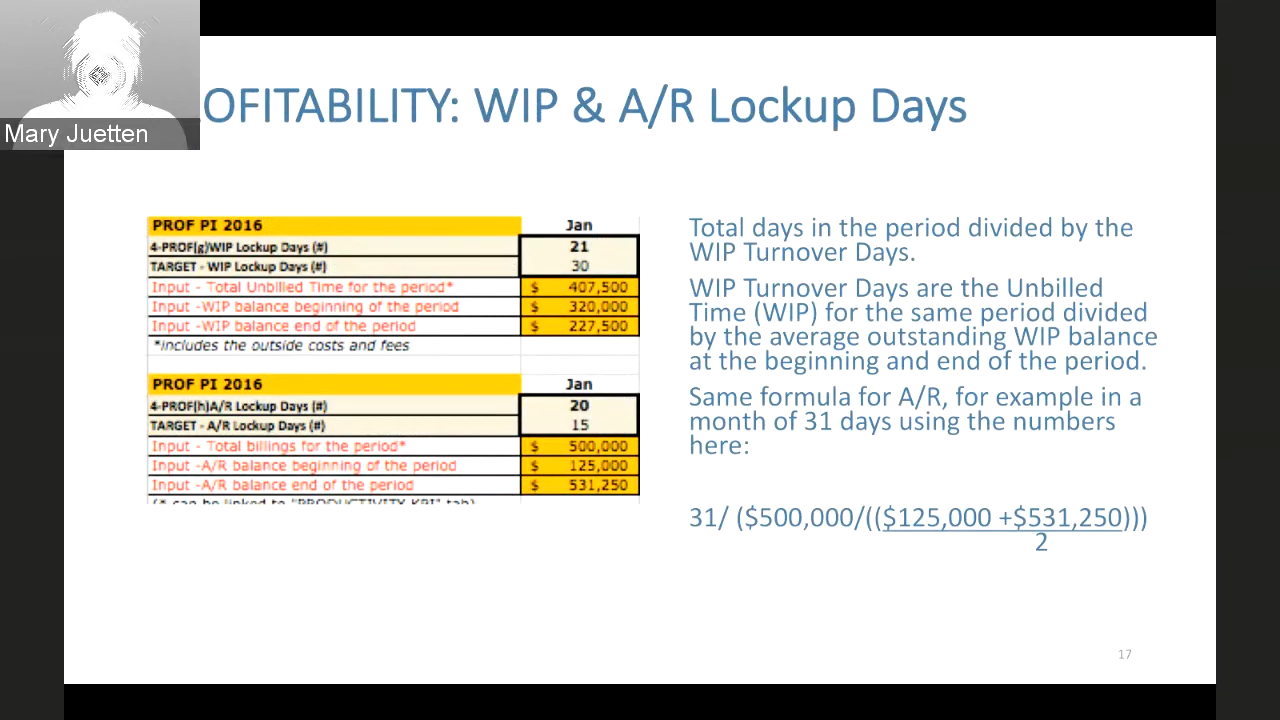 Mary Juetten
OFITABILITY: WIP & A/R Lockup Days
PROF PI 2016 Jan
4-PROF(g)WIP Lockup Days (#) 21
TARGET - WIP Lockup Days (#) 30
Input - Total Unbilled Time for the period* $ 407,500
Input -WIP balance beginning of the period $ 320,000
Input -WIP balance end of the period $ 227,500
*includes the outside costs and fees
PROF PI 2016 Jan
4-PROF(h)A/R Lockup Days (#) 20
TARGET - A/R Lockup Days (#) 15
Input - Total billings for the period* $ 500,000
Input -A/R balance beginning of the period $ 125,000
Input -A/R balance end of the period $ 531,250
(* can be linked to "PRODUCTIVITY KPI" tab)
Total days in the period divided by the
WIP Turnover Days.
WIP Turnover Days are the Unbilled
Time (WIP) for the same period divided
by the average outstanding WIP balance
at the beginning and end of the period.
Same formula for A/R, for example in a
month of 31 days using the numbers
here:
31/ ($500,000/(($125,000 +$531,250)))
2
17